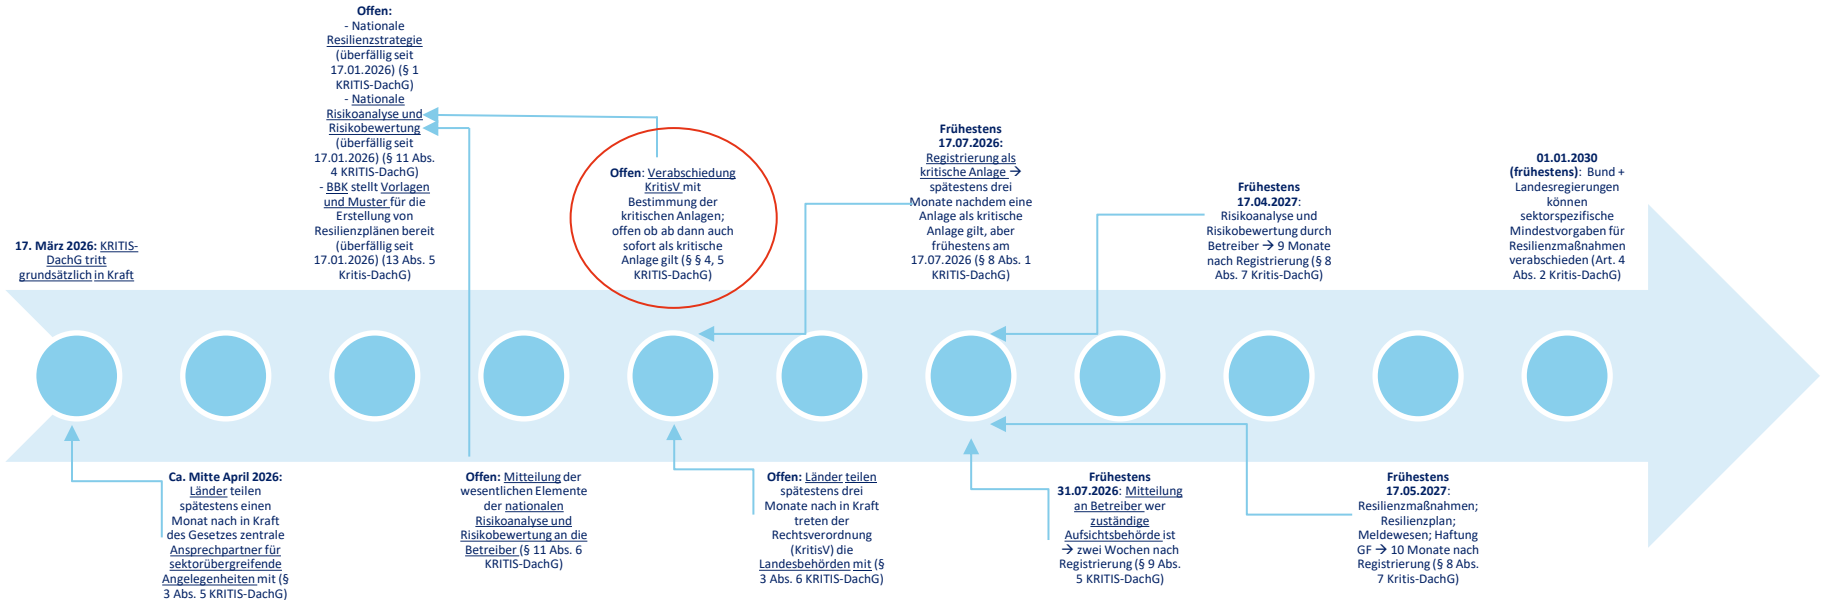 17. März 2026: KRITIS-
DachG tritt
grundsätzlich in Kraft
Ca. Mitte April 2026:
Länder teilen
spätestens einen
Monat nach in Kraft
des Gesetzes zentrale
Ansprechpartner für
sektorübergreifende
Angelegenheiten mit (§
3 Abs. 5 KRITIS-DachG)
Offen:
- Nationale
Resilienzstrategie
(überfällig seit
17.01.2026) (§ 1
KRITIS-DachG)
- Nationale
Risikoanalyse und
Risikobewertung
(überfällig seit
17.01.2026) (§ 11 Abs.
4 KRITIS-DachG)
- BBK stellt Vorlagen
und Muster für die
Erstellung von
Resilienzplänen bereit
(überfällig seit
17.01.2026) (13 Abs. 5
Kritis-DachG)
Offen: Mitteilung der
wesentlichen Elemente
der nationalen
Risikoanalyse und
Risikobewertung an die
Betreiber (§ 11 Abs. 6
KRITIS-DachG)
Offen: Verabschiedung
KritisV mit
Bestimmung der
kritischen Anlagen;
offen ob ab dann auch
sofort als kritische
Anlage gilt (§ § 4, 5
KRITIS-DachG)
Offen: Länder teilen
spätestens drei
Monate nach in Kraft
treten der
Rechtsverordnung
(KritisV) die
Landesbehörden mit (§
3 Abs. 6 KRITIS-DachG)
Frühestens
17.07.2026:
Registrierung als
kritische Anlage →
spätestens drei
Monate nachdem eine
Anlage als kritische
Anlage gilt, aber
frühestens am
17.07.2026 (§ 8 Abs. 1
KRITIS-DachG)
Frühestens
31.07.2026: Mitteilung
an Betreiber wer
zuständige
Aufsichtsbehörde ist
→ zwei Wochen nach
Registrierung (§ 9 Abs.
5 KRITIS-DachG)
Frühestens
17.04.2027:
Risikoanalyse und
Risikobewertung durch
Betreiber → 9 Monate
nach Registrierung (§ 8
Abs. 7 Kritis-DachG)
Frühestens
17.05.2027:
Resilienzmaßnahmen;
Resilienzplan;
Meldewesen; Haftung
GF → 10 Monate nach
Registrierung (§ 8 Abs.
7 Kritis-DachG)
01.01.2030
(frühestens): Bund +
Landesregierungen
können
sektorspezifische
Mindestvorgaben für
Resilienzmaßnahmen
verabschieden (Art. 4
Abs. 2 Kritis-DachG)